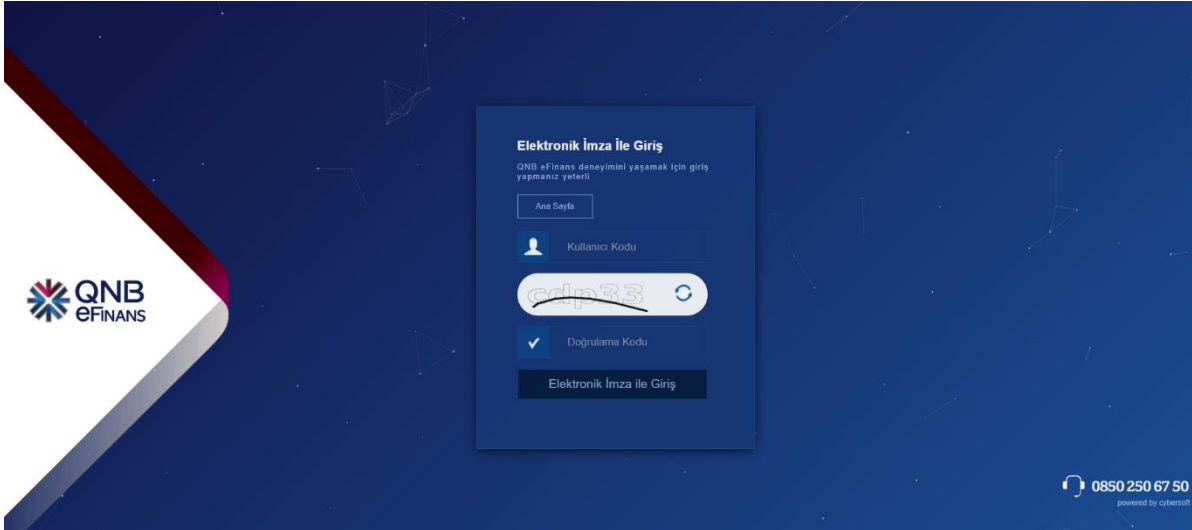 Elektronik İmza İle Giriş
QNB eFinans deneyimini yaşamak için giriş
yapmanız yeterli
Ana Sayfa
Kullanıcı Kodu
cdp33
Doğrulama Kodu
Elektronik İmza ile Giriş
QNB
eFINANS
0850 250 67 50
powered by cybersoft